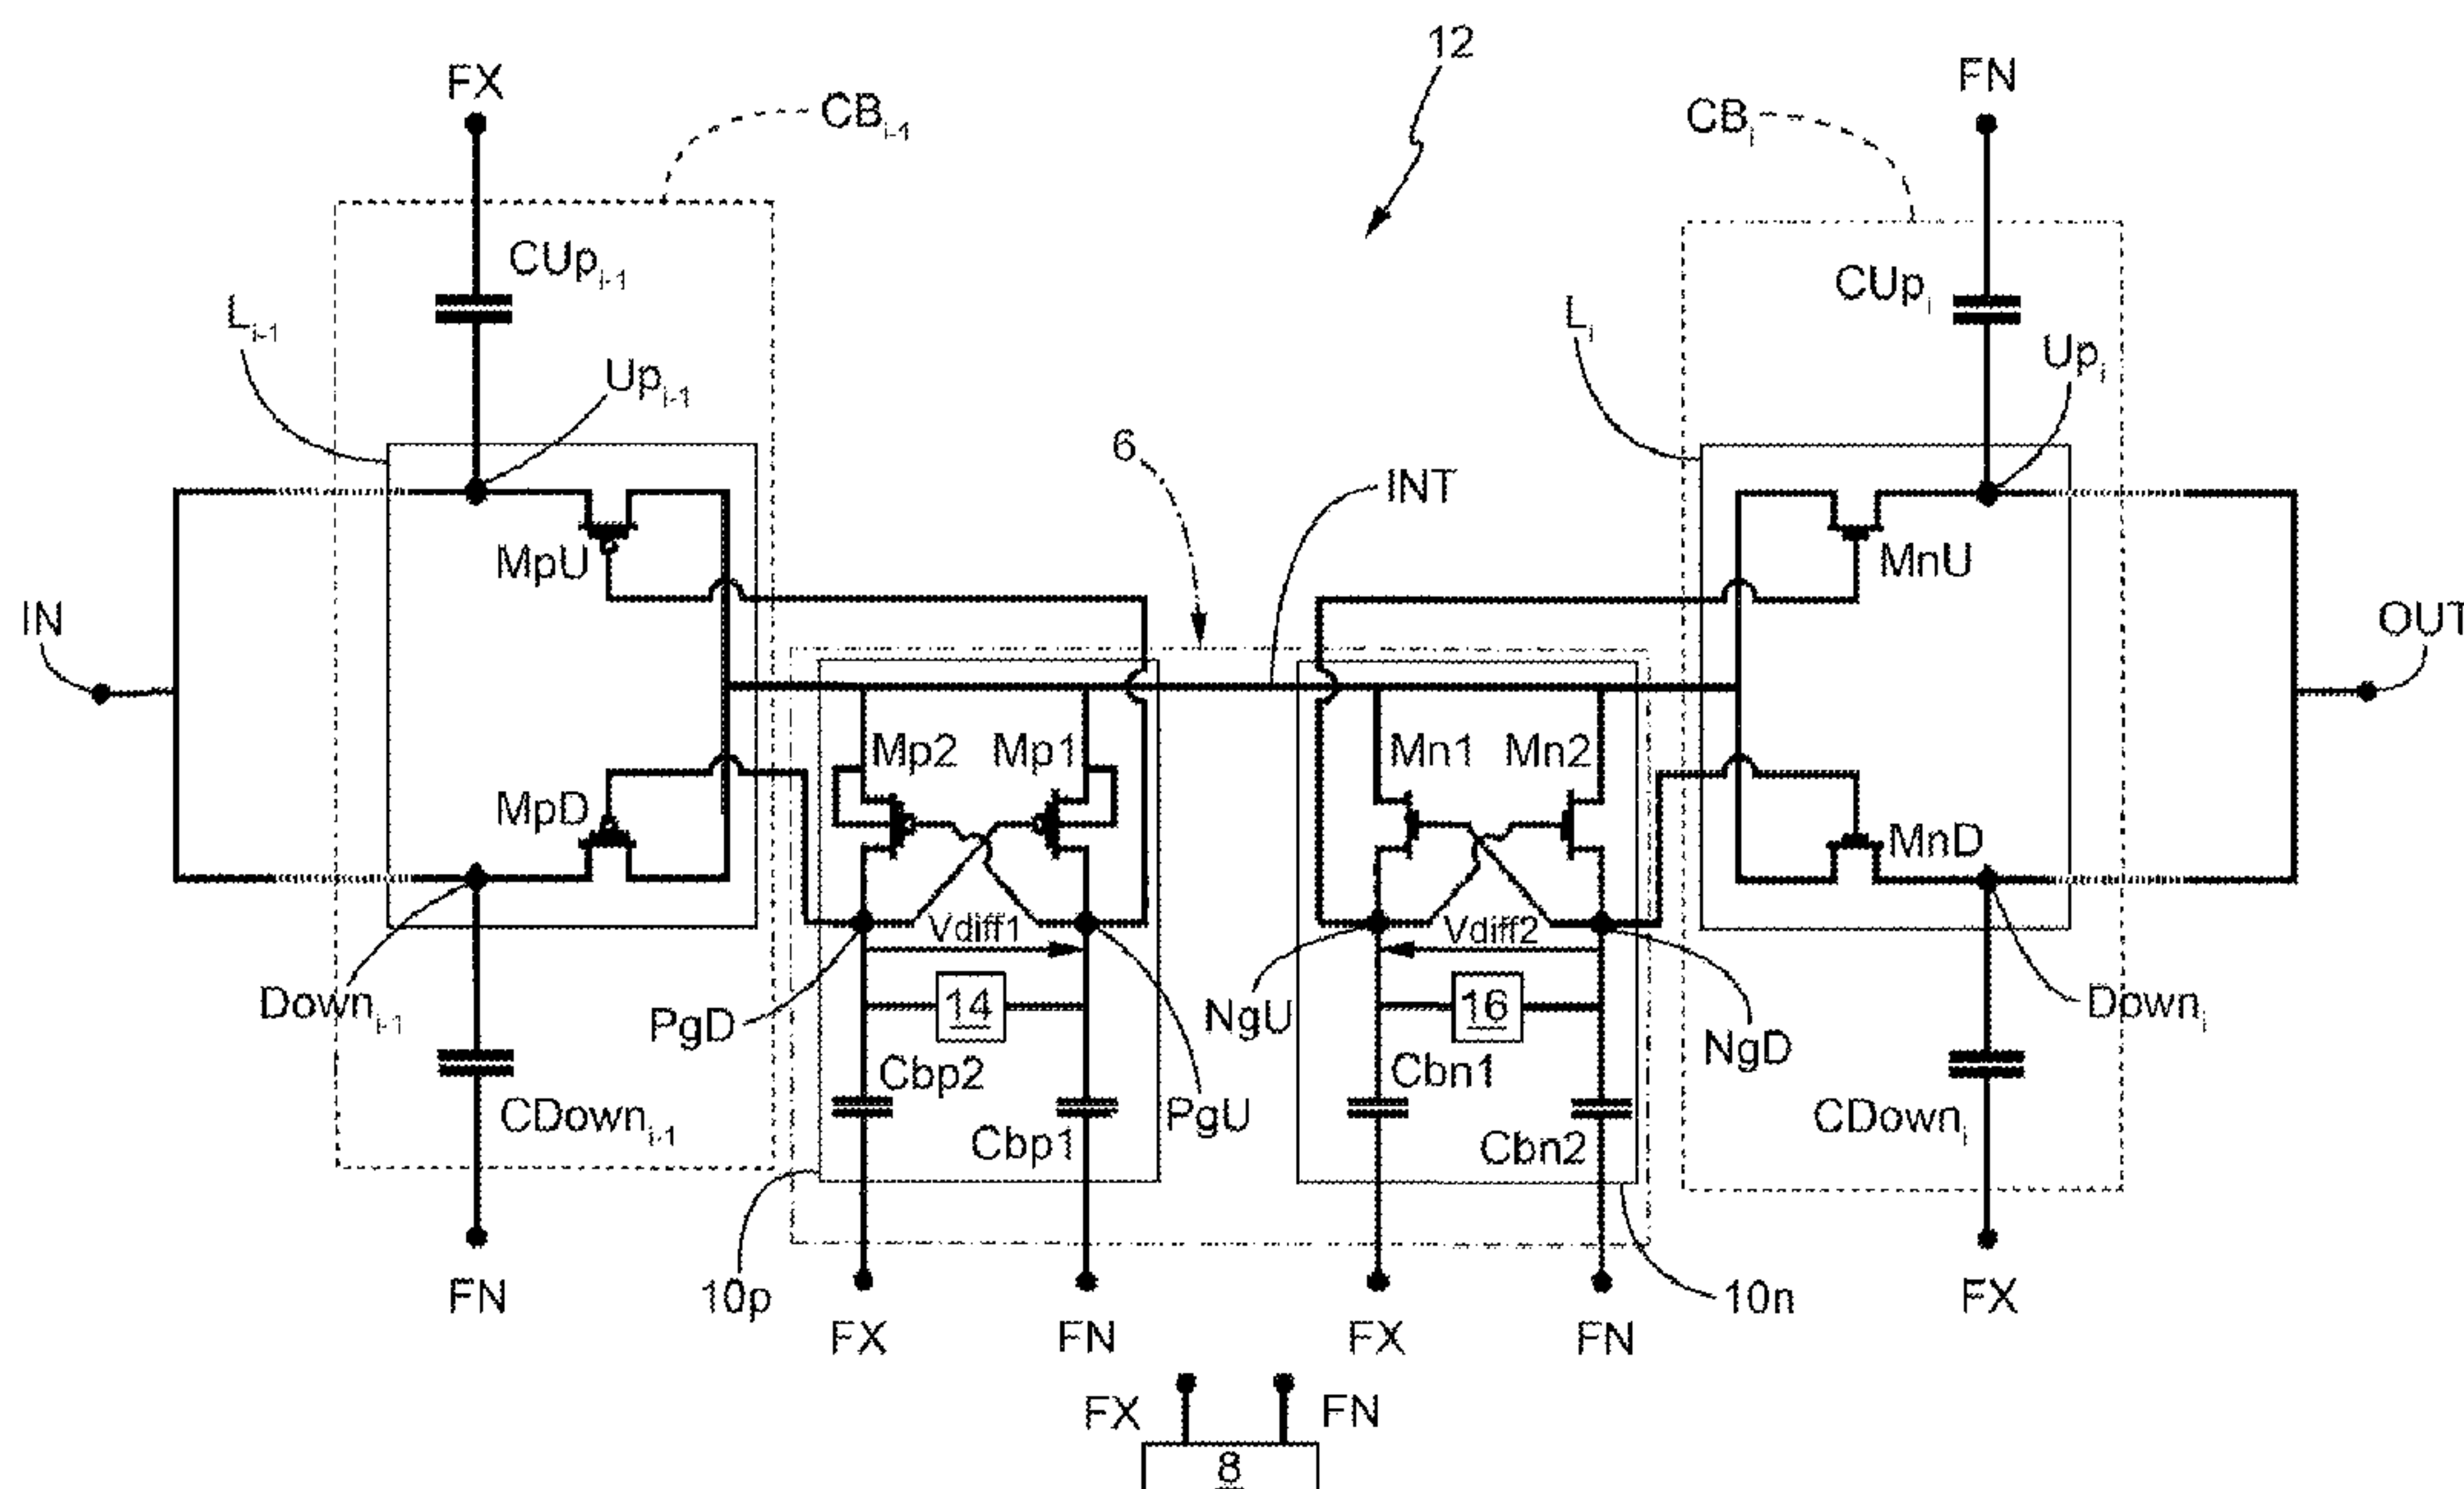 12
FX
CB i-1
CB i
FN
CUp i-1
CUp i
L i-1
L i
Up i-1
Up i
6
INT
MpU
MnU
IN
OUT
Mp2
Mp1
Mn1
Mn2
MpD
MnD
Vdiff1
Vdiff2
Down i-1
PgD
14
NgU
16
NgD
Down i
Cbp2
Cbn1
CDown i-1
Cbp1
PgU
Cbn2
CDown i
FN
10p
10n
FX
FX
FN
FX
FN
FX
FN
8